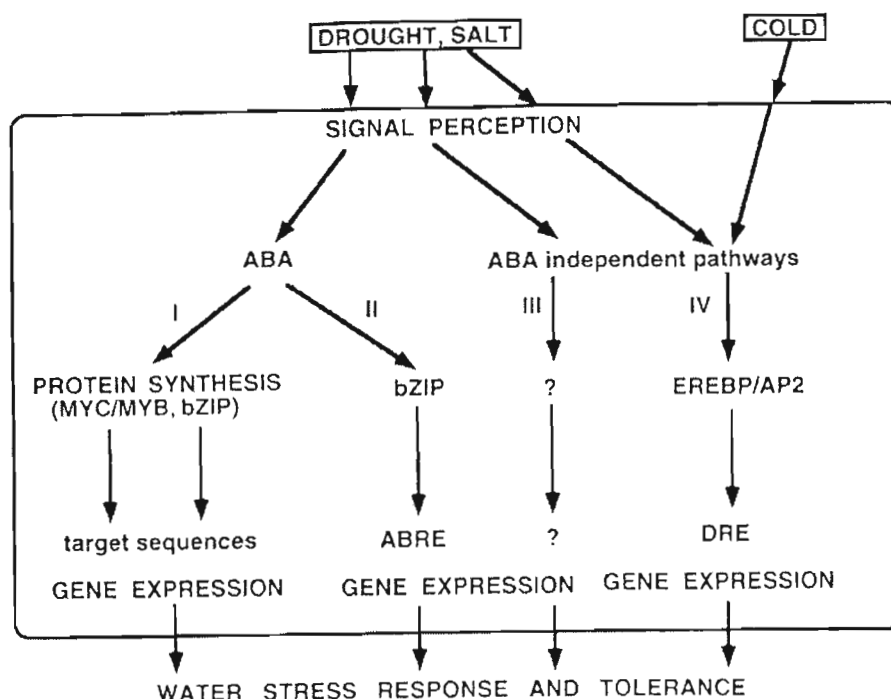 DROUGHT, SALT COLD
SIGNAL PERCEPTION
ABA ABA independent pathways
I II III IV
PROTEIN SYNTHESIS bZIP ? EREBP/AP2
(MYC/MYB, bZIP)
target sequences ABRE ? DRE
GENE EXPRESSION GENE EXPRESSION GENE EXPRESSION
WATER STRESS RESPONSE AND TOLERANCE